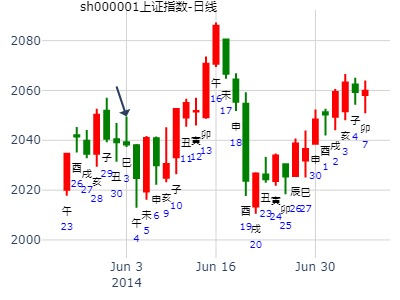 sh000001上证指数-日线
2080
2060
2040
2020
2000
午
23
酉
26
戌
27
亥
28
子
29
丑
30
巳
3
午
4
未
5
申
6
亥
9
子
10
丑
11
寅
12
卯
13
午
16
未
17
申
18
酉
19
戌
20
丑
23
寅
24
卯
25
辰
26
巳
27
申
30
酉
1
戌
2
亥
3
子
4
卯
7
Jun 3
2014
Jun 16
Jun 30